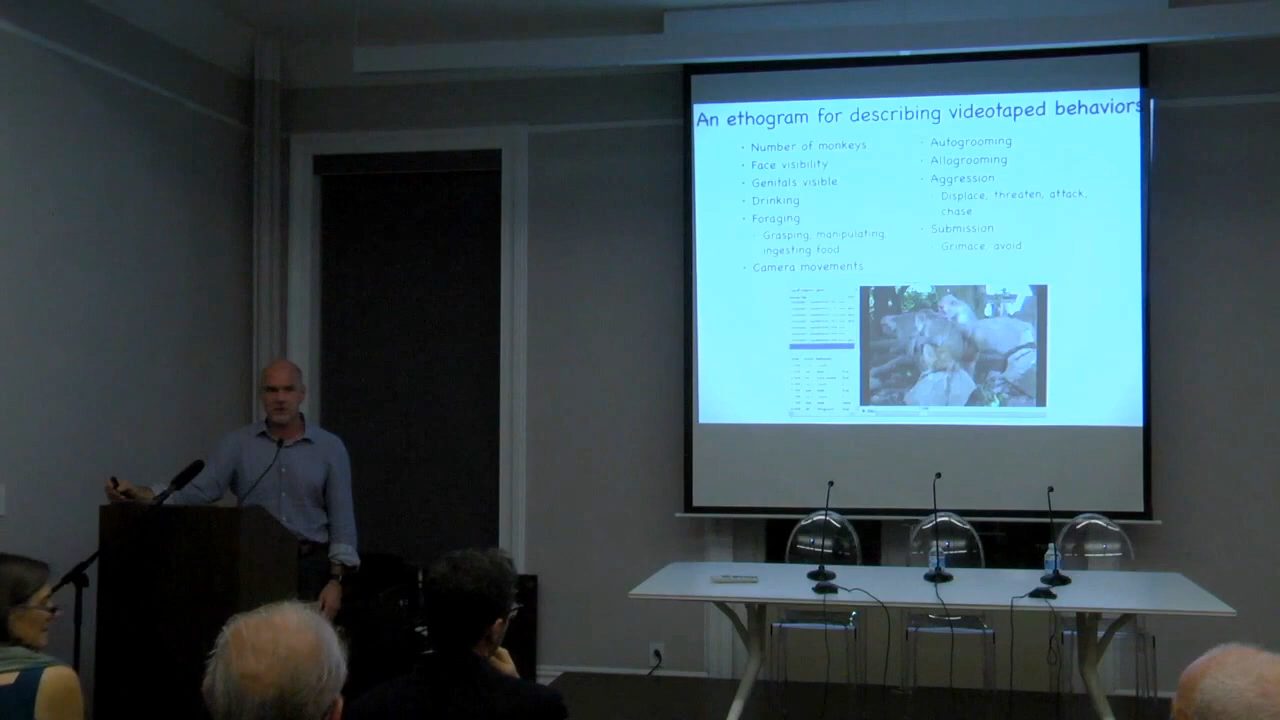 An ethogram for describing videotaped behaviors
• Number of monkeys
• Face visibility
• Genitals visible
• Drinking
• Foraging
• Grasping, manipulating,
ingesting food
• Camera movements
• Autogrooming
• Allogrooming
• Aggression
• Displace, threaten, attack,
chase
• Submission
• Grimace, avoid